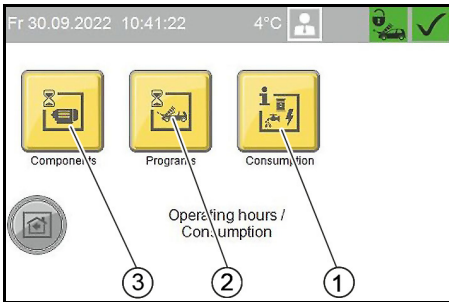 Fr 30.09.2022 10:41:22 4°C
Components Programs Consumption
Operating hours /
Consumption
3 2 1